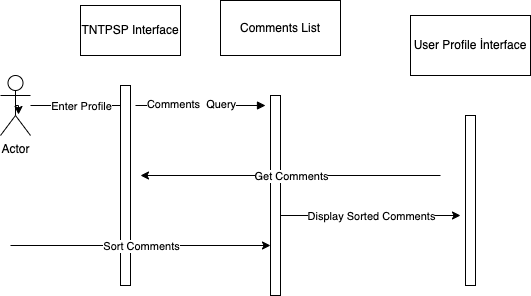 TNTPSP Interface
Comments List
User Profile İnterface
Enter Profile
Comments Query
Actor
Get Comments
Display Sorted Comments
Sort Comments